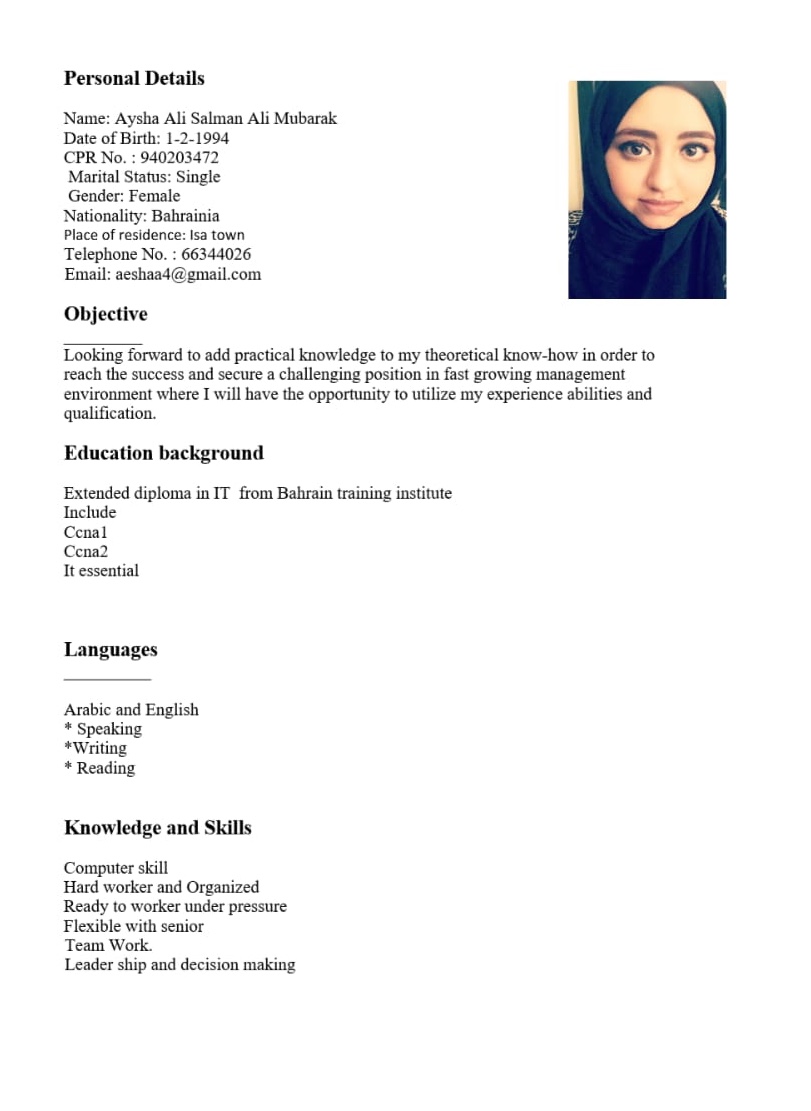 Personal Details
Name: Aysha Ali Salman Ali Mubarak
Date of Birth: 1-2-1994
CPR No. : 940203472
Marital Status: Single
Gender: Female
Nationality: Bahrainia
Place of residence: Isa town
Telephone No. : 66344026
Email: aeshaa4@gmail.com
Objective
Looking forward to add practical knowledge to my theoretical know-how in order to
reach the success and secure a challenging position in fast growing management
environment where I will have the opportunity to utilize my experience abilities and
qualification.
Education background
Extended diploma in IT  from Bahrain training institute
Include
Ccna1
Ccna2
It essential
Languages
Arabic and English
* Speaking
*Writing
* Reading
Knowledge and Skills
Computer skill
Hard worker and Organized
Ready to worker under pressure
Flexible with senior
Team Work.
Leader ship and decision making